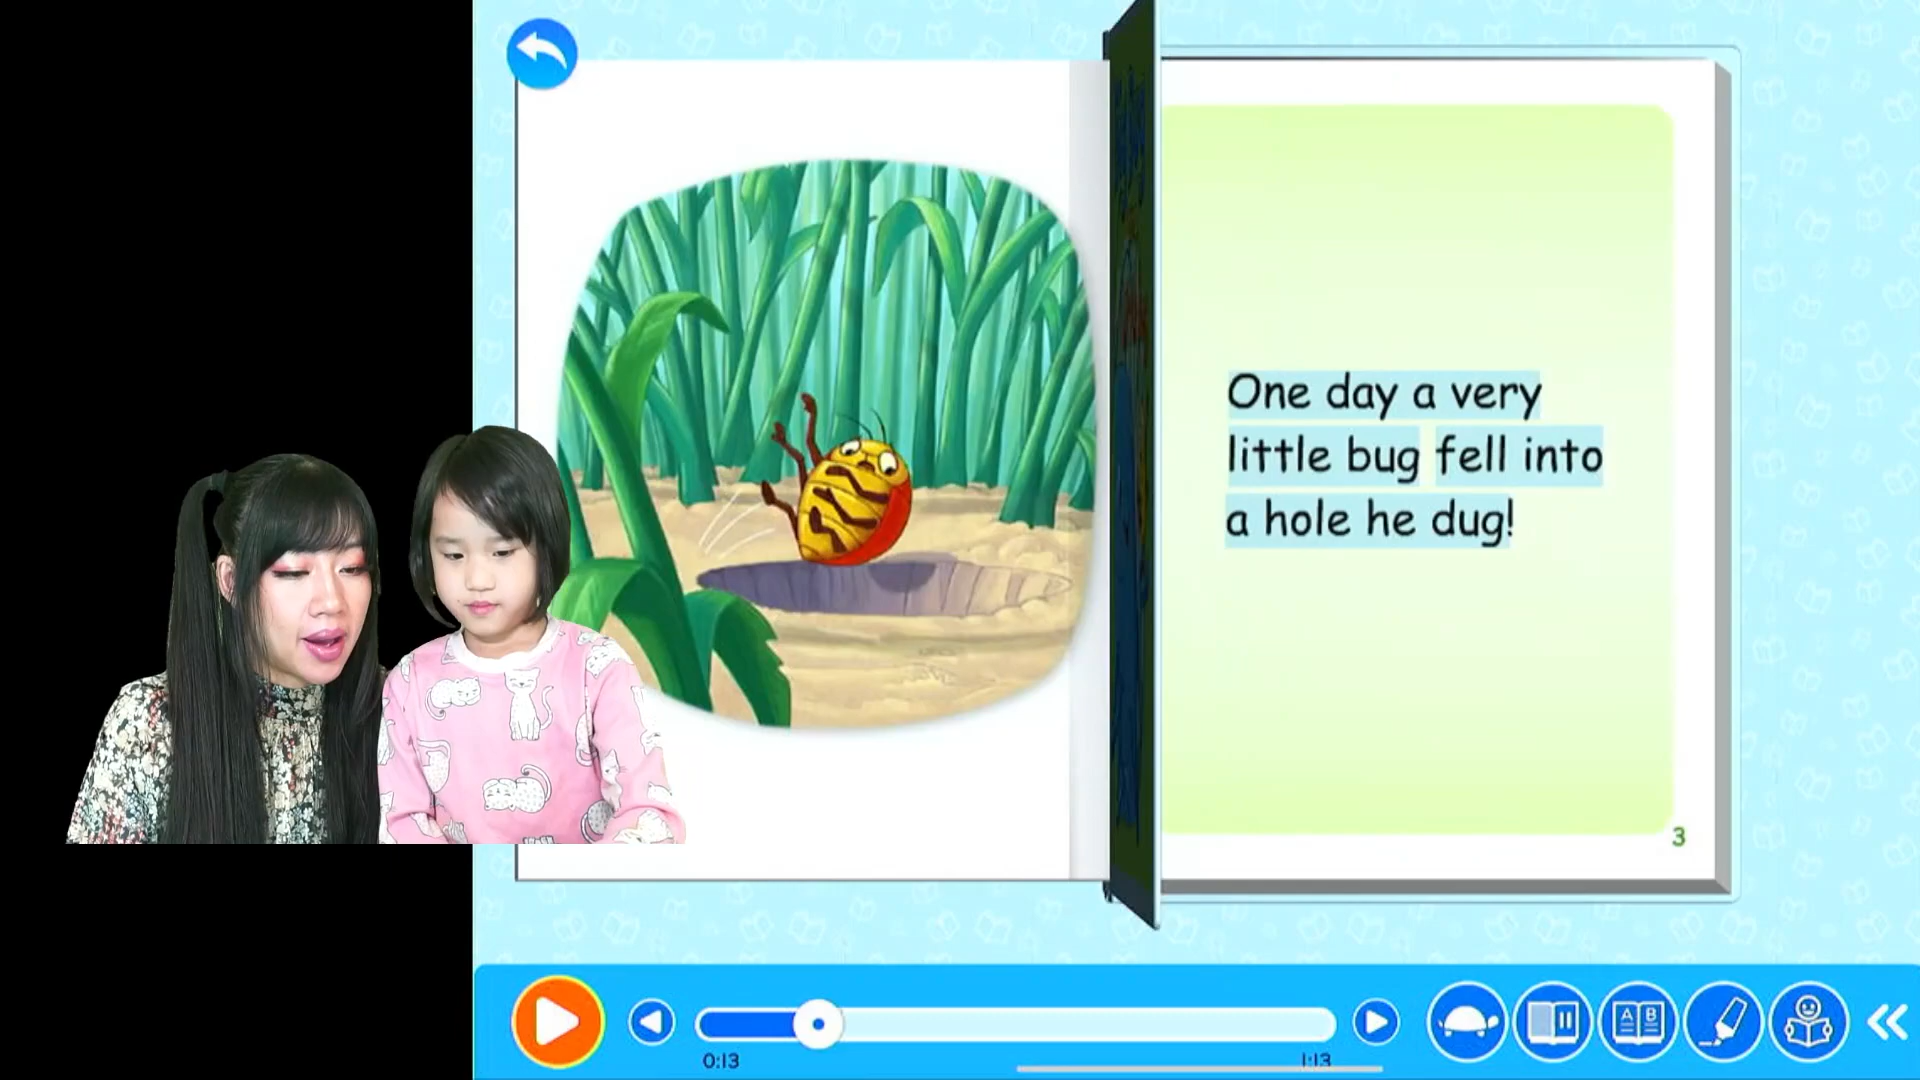 One day a very
little bug fell into
a hole he dug!
3
0:13
1:13
A B